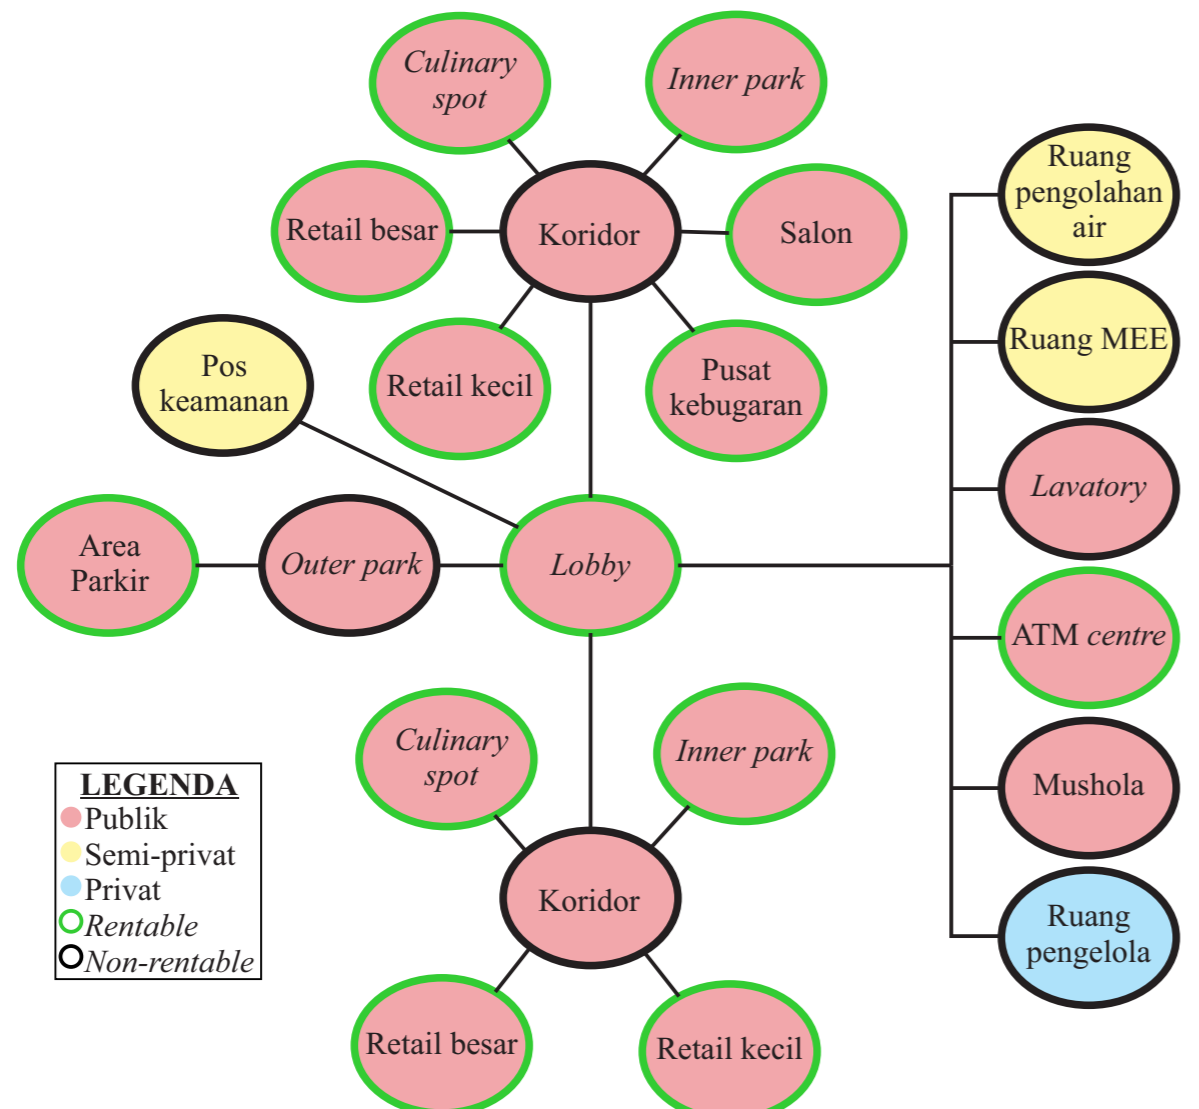 Culinary
spot
Inner park
Retail besar
Koridor
Salon
Retail kecil
Pusat
kebugaran
Pos
keamanan
Area
Parkir
Outer park
Lobby
Ruang
pengolahan
air
Ruang MEE
Lavatory
ATM centre
Mushola
Ruang
pengelola
Culinary
spot
Inner park
Koridor
Retail besar
Retail kecil
LEGENDA
Publik
Semi-privat
Privat
Rentable
Non-rentable